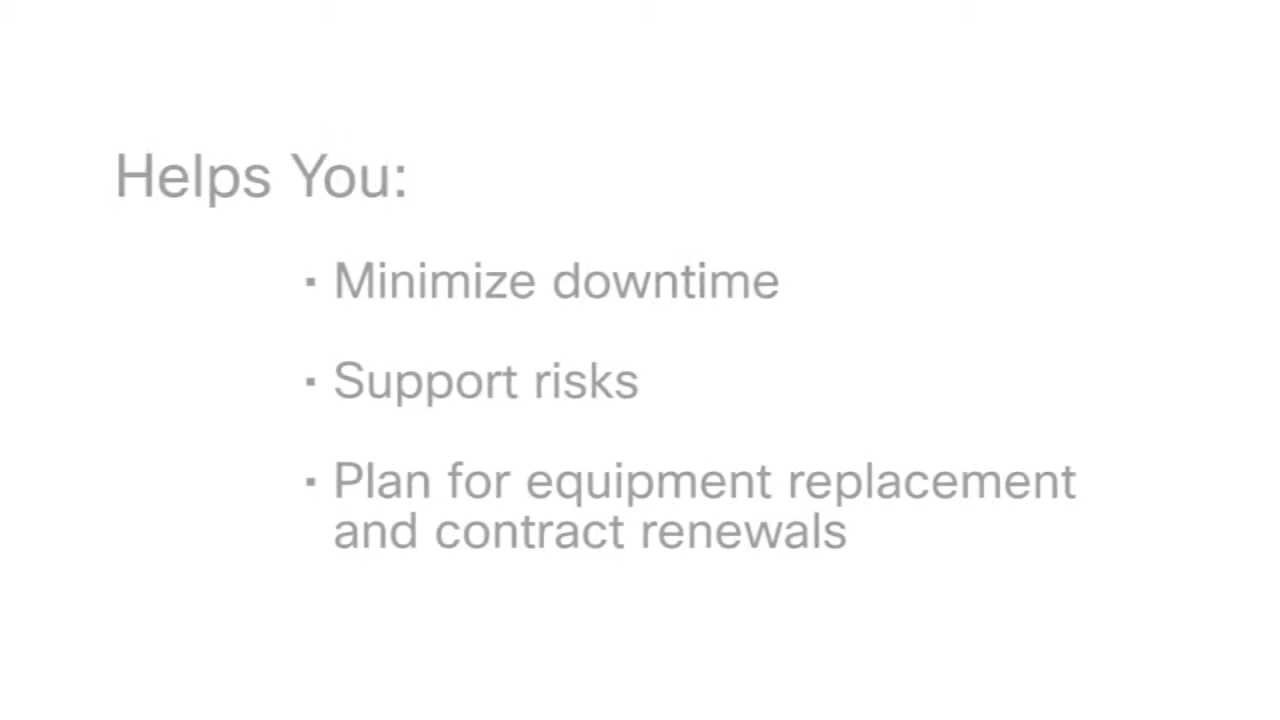 Helps You:
▪ Minimize downtime
▪ Support risks
▪ Plan for equipment replacement
and contract renewals